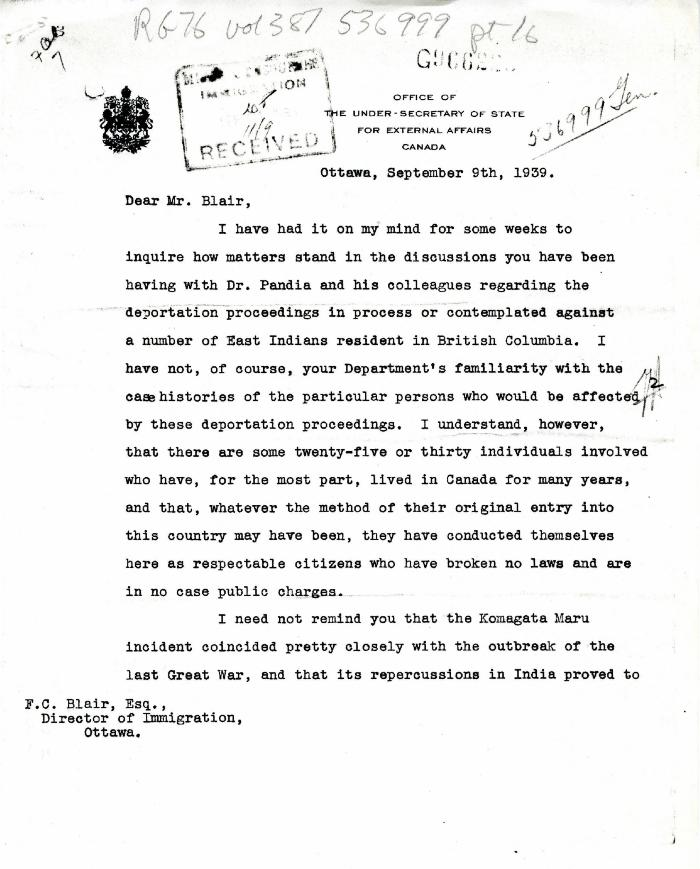 RG76 vol 387 536999 pt. 16
OFFICE OF
THE UNDER-SECRETARY OF STATE
FOR EXTERNAL AFFAIRS
CANADA
536999 Gen.
IMMIGRATION
11/9
RECEIVED
Ottawa, September 9th, 1939.
Dear Mr. Blair,
I have had it on my mind for some weeks to
inquire how matters stand in the discussions you have been
having with Dr. Pandia and his colleagues regarding the
deportation proceedings in process or contemplated against
a number of East Indians resident in British Columbia. I
have not, of course, your Department's familiarity with the
case histories of the particular persons who would be affected
by these deportation proceedings. I understand, however,
that there are some twenty-five or thirty individuals involved
who have, for the most part, lived in Canada for many years,
and that, whatever the method of their original entry into
this country may have been, they have conducted themselves
here as respectable citizens who have broken no laws and are
in no case public charges.
I need not remind you that the Komagata Maru
incident coincided pretty closely with the outbreak of the
last Great War, and that its repercussions in India proved to
F.C. Blair, Esq.,
Director of Immigration,
Ottawa.